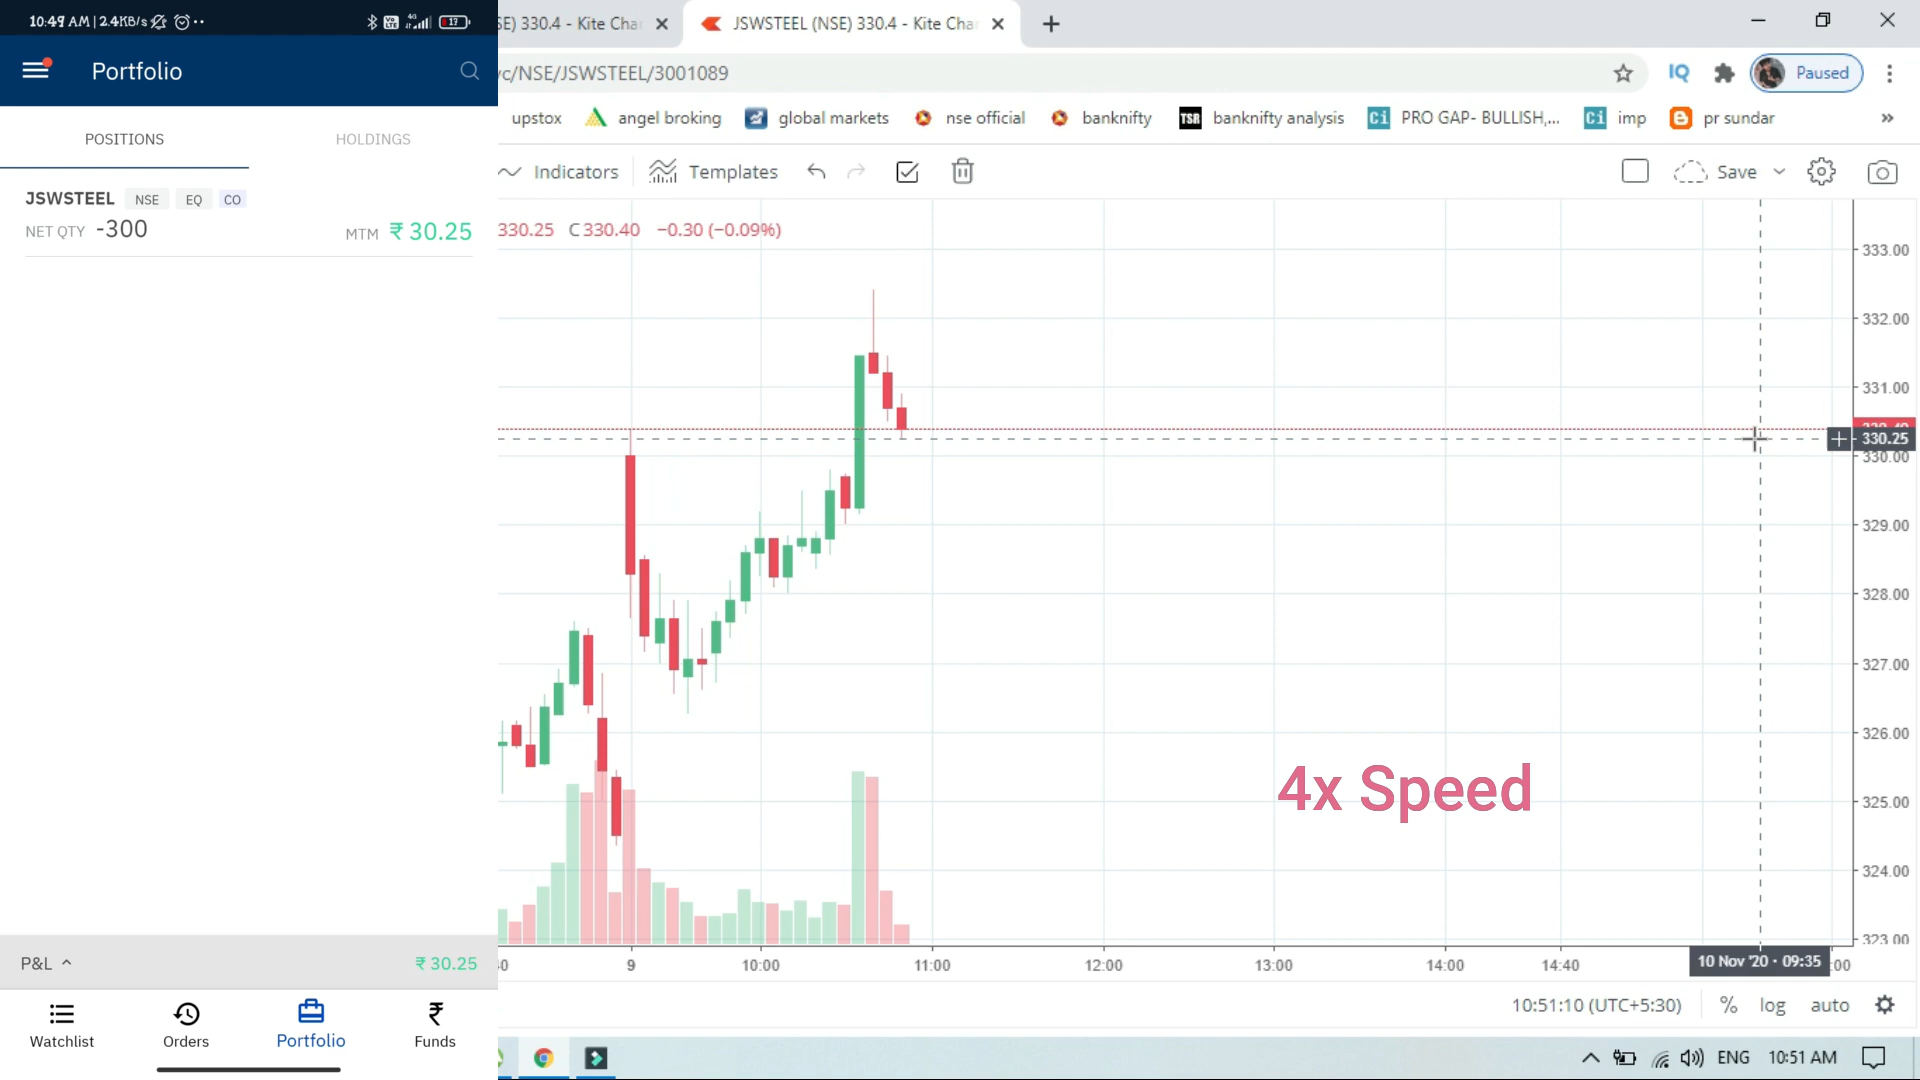 10:49 AM | 2.4KB/s
17
Portfolio
POSITIONS
HOLDINGS
JSWSTEEL NSE EQ CO
NET QTY -300
MTM ₹ 30.25
P&L
₹ 30.25
Watchlist
Orders
Portfolio
Funds
SE) 330.4 - Kite Cha
JSWSTEEL (NSE) 330.4 - Kite Cha
/NSE/JSWSTEEL/3001089
IQ
Paused
upstox
angel broking
global markets
nse official
banknifty
TSR
banknifty analysis
Ci
PRO GAP- BULLISH,...
Ci
imp
pr sundar
»
Indicators
Templates
Save
330.25 C330.40 −0.30 (−0.09%)
333.00
332.00
331.00
330.25
330.00
329.00
328.00
327.00
326.00
325.00
324.00
323.00
4x Speed
9
10:00
11:00
12:00
13:00
14:00
14:40
10 Nov '20 · 09:35
:00
10:51:10 (UTC+5:30)
%
log
auto
ENG
10:51 AM